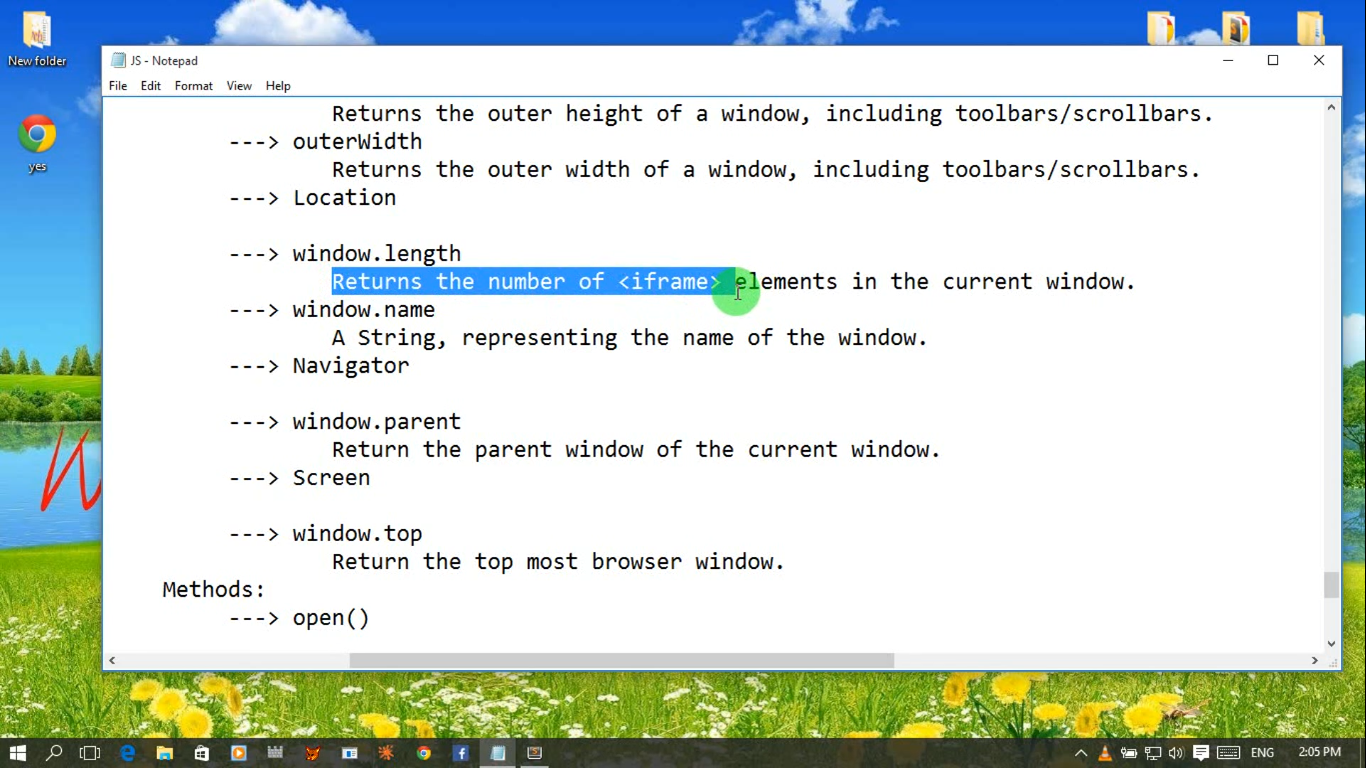 New folder
yes
JS - Notepad
File Edit Format View Help
Returns the outer height of a window, including toolbars/scrollbars.
---> outerWidth
Returns the outer width of a window, including toolbars/scrollbars.
---> Location
---> window.length
Returns the number of <iframe> elements in the current window.
---> window.name
A String, representing the name of the window.
---> Navigator
---> window.parent
Return the parent window of the current window.
---> Screen
---> window.top
Return the top most browser window.
Methods:
---> open()
ENG 2:05 PM